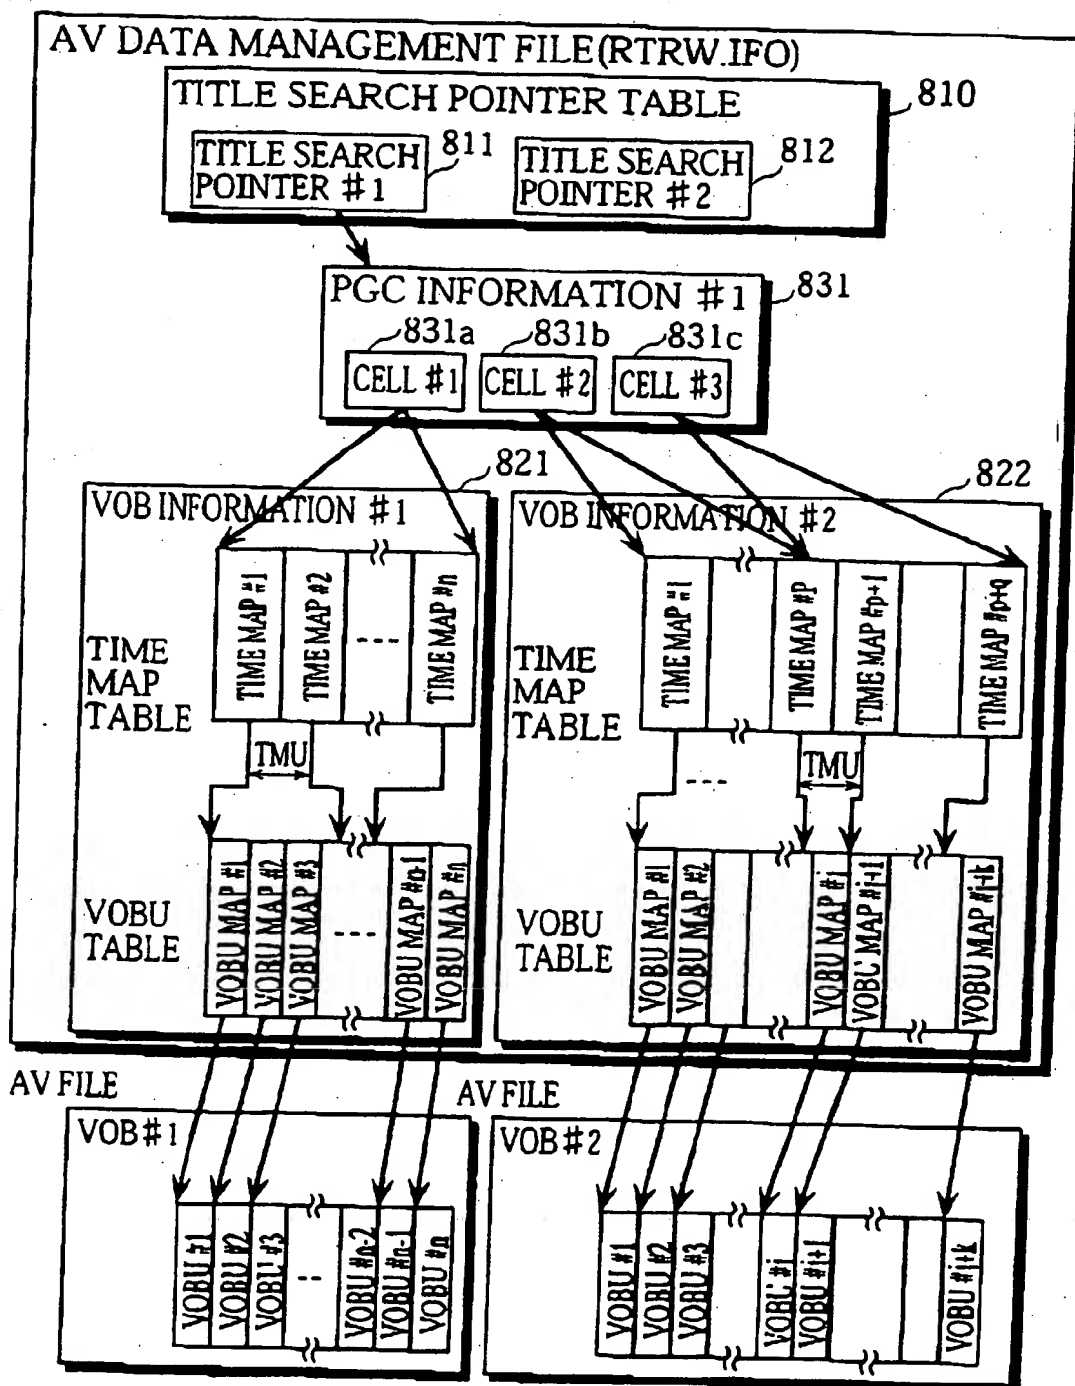 AV DATA MANAGEMENT FILE(RTRW.IFO)
TITLE SEARCH POINTER TABLE
810
TITLE SEARCH
POINTER #1
811
TITLE SEARCH
POINTER #2
812
PGC INFORMATION #1
831
831a
831b
831c
CELL #1
CELL #2
CELL #3
821
VOB INFORMATION #1
TIME
MAP
TABLE
TIME MAP #1
TIME MAP #2
TIME MAP #n
TMU
VOBU
TABLE
VOBU MAP #1
VOBU MAP #2
VOBU MAP #3
VOBU MAP #n-1
VOBU MAP #n
822
VOB INFORMATION #2
TIME
MAP
TABLE
TIME MAP #1
TIME MAP #P
TIME MAP #p+1
TIME MAP #p+q
TMU
VOBU
TABLE
VOBU MAP #1
VOBU MAP #2
VOBU MAP #i
VOBU MAP #j+1
VOBU MAP #j+k
AV FILE
VOB#1
VOBU #1
VOBU #2
VOBU #3
VOBU #n-2
VOBU #n-1
VOBU #n
AV FILE
VOB#2
VOBU #1
VOBU #2
VOBU #3
VOBU #i
VOBU #j+1
VOBU #j+k